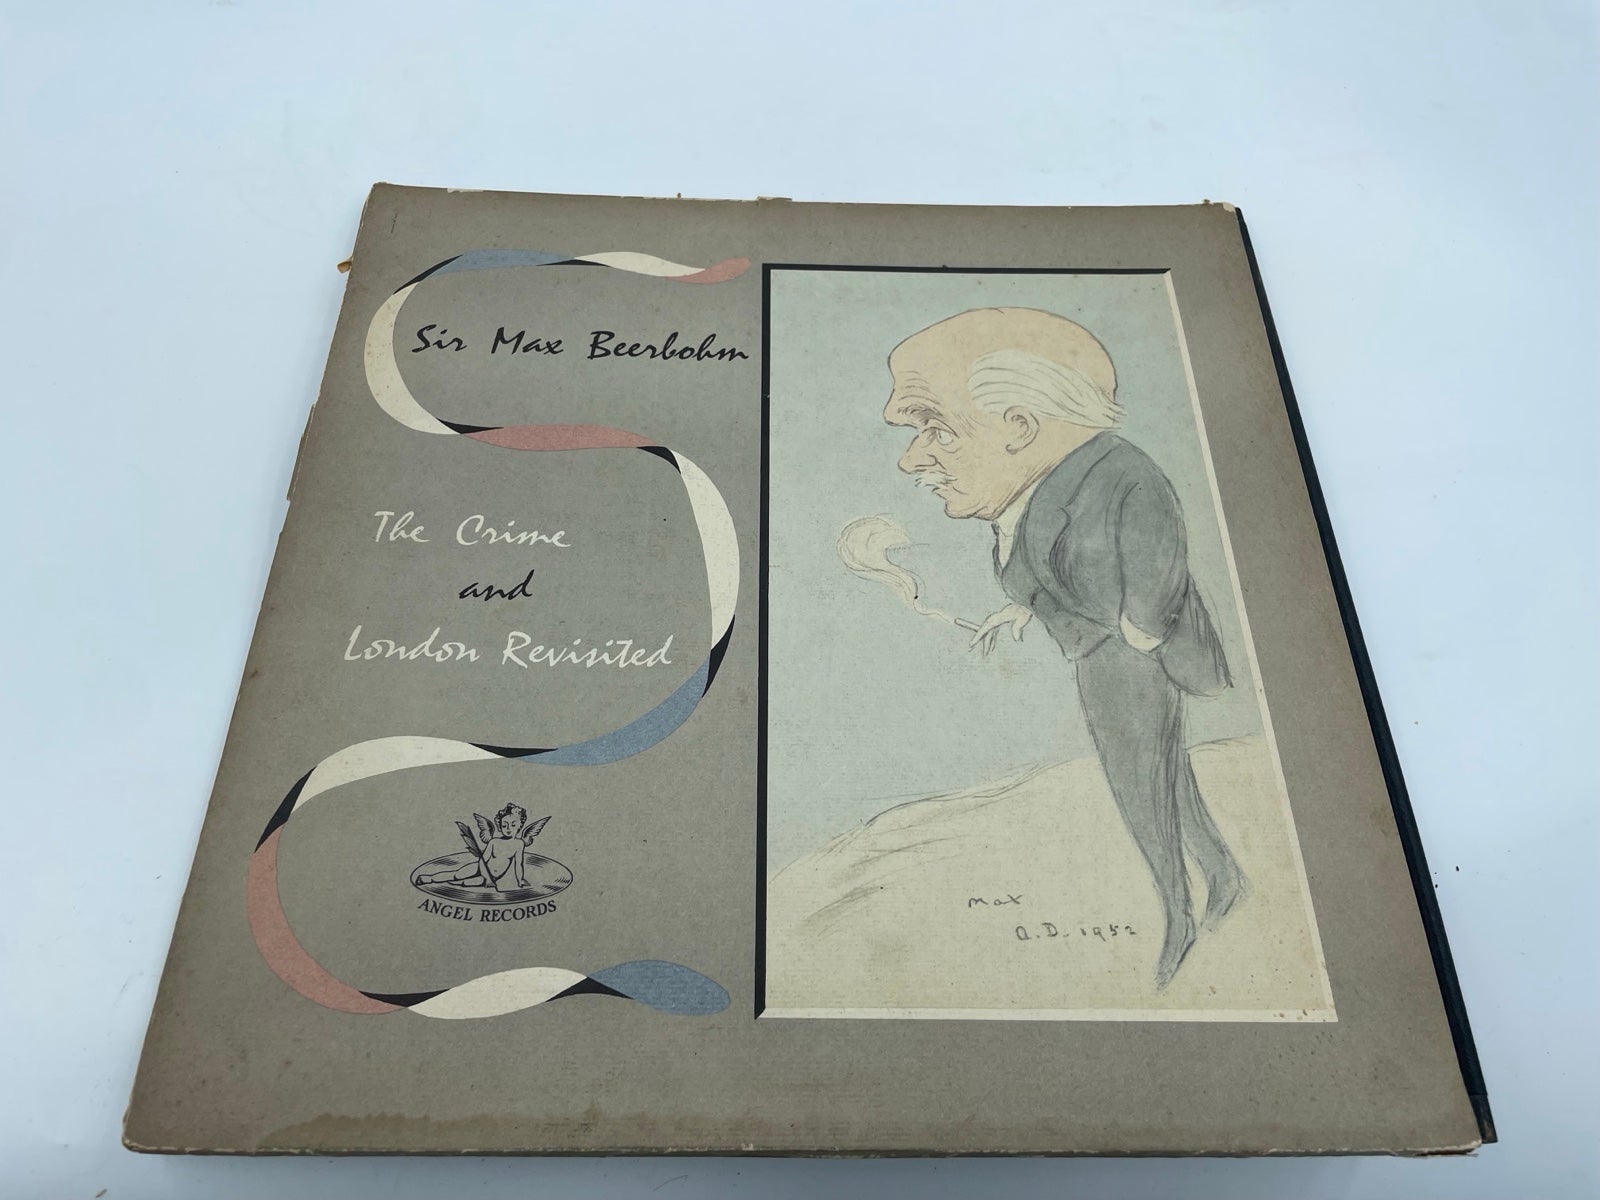 Sir Max Beerbohm
The Crime
and
London Revisited
ANGEL RECORDS
Max
A.D. 1952